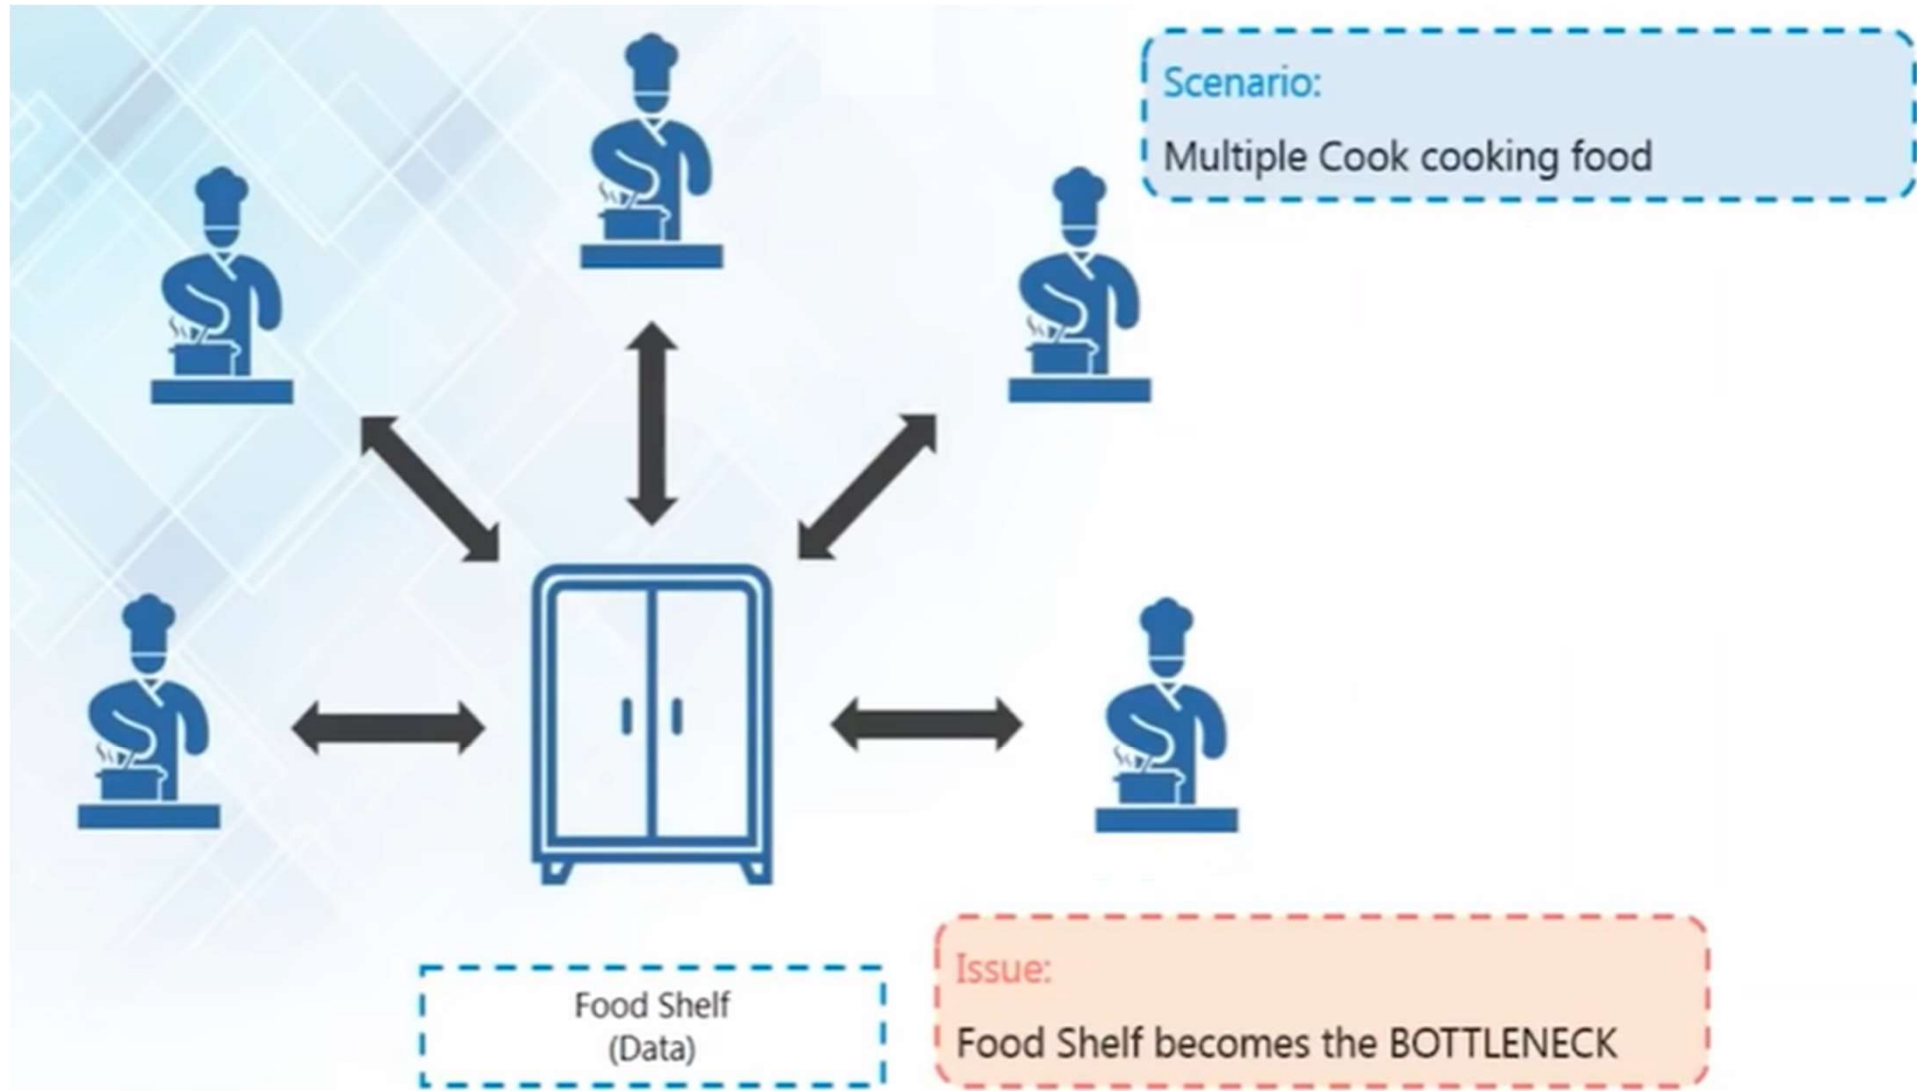 Scenario:
Multiple Cook cooking food
Food Shelf
(Data)
Issue:
Food Shelf becomes the BOTTLENECK